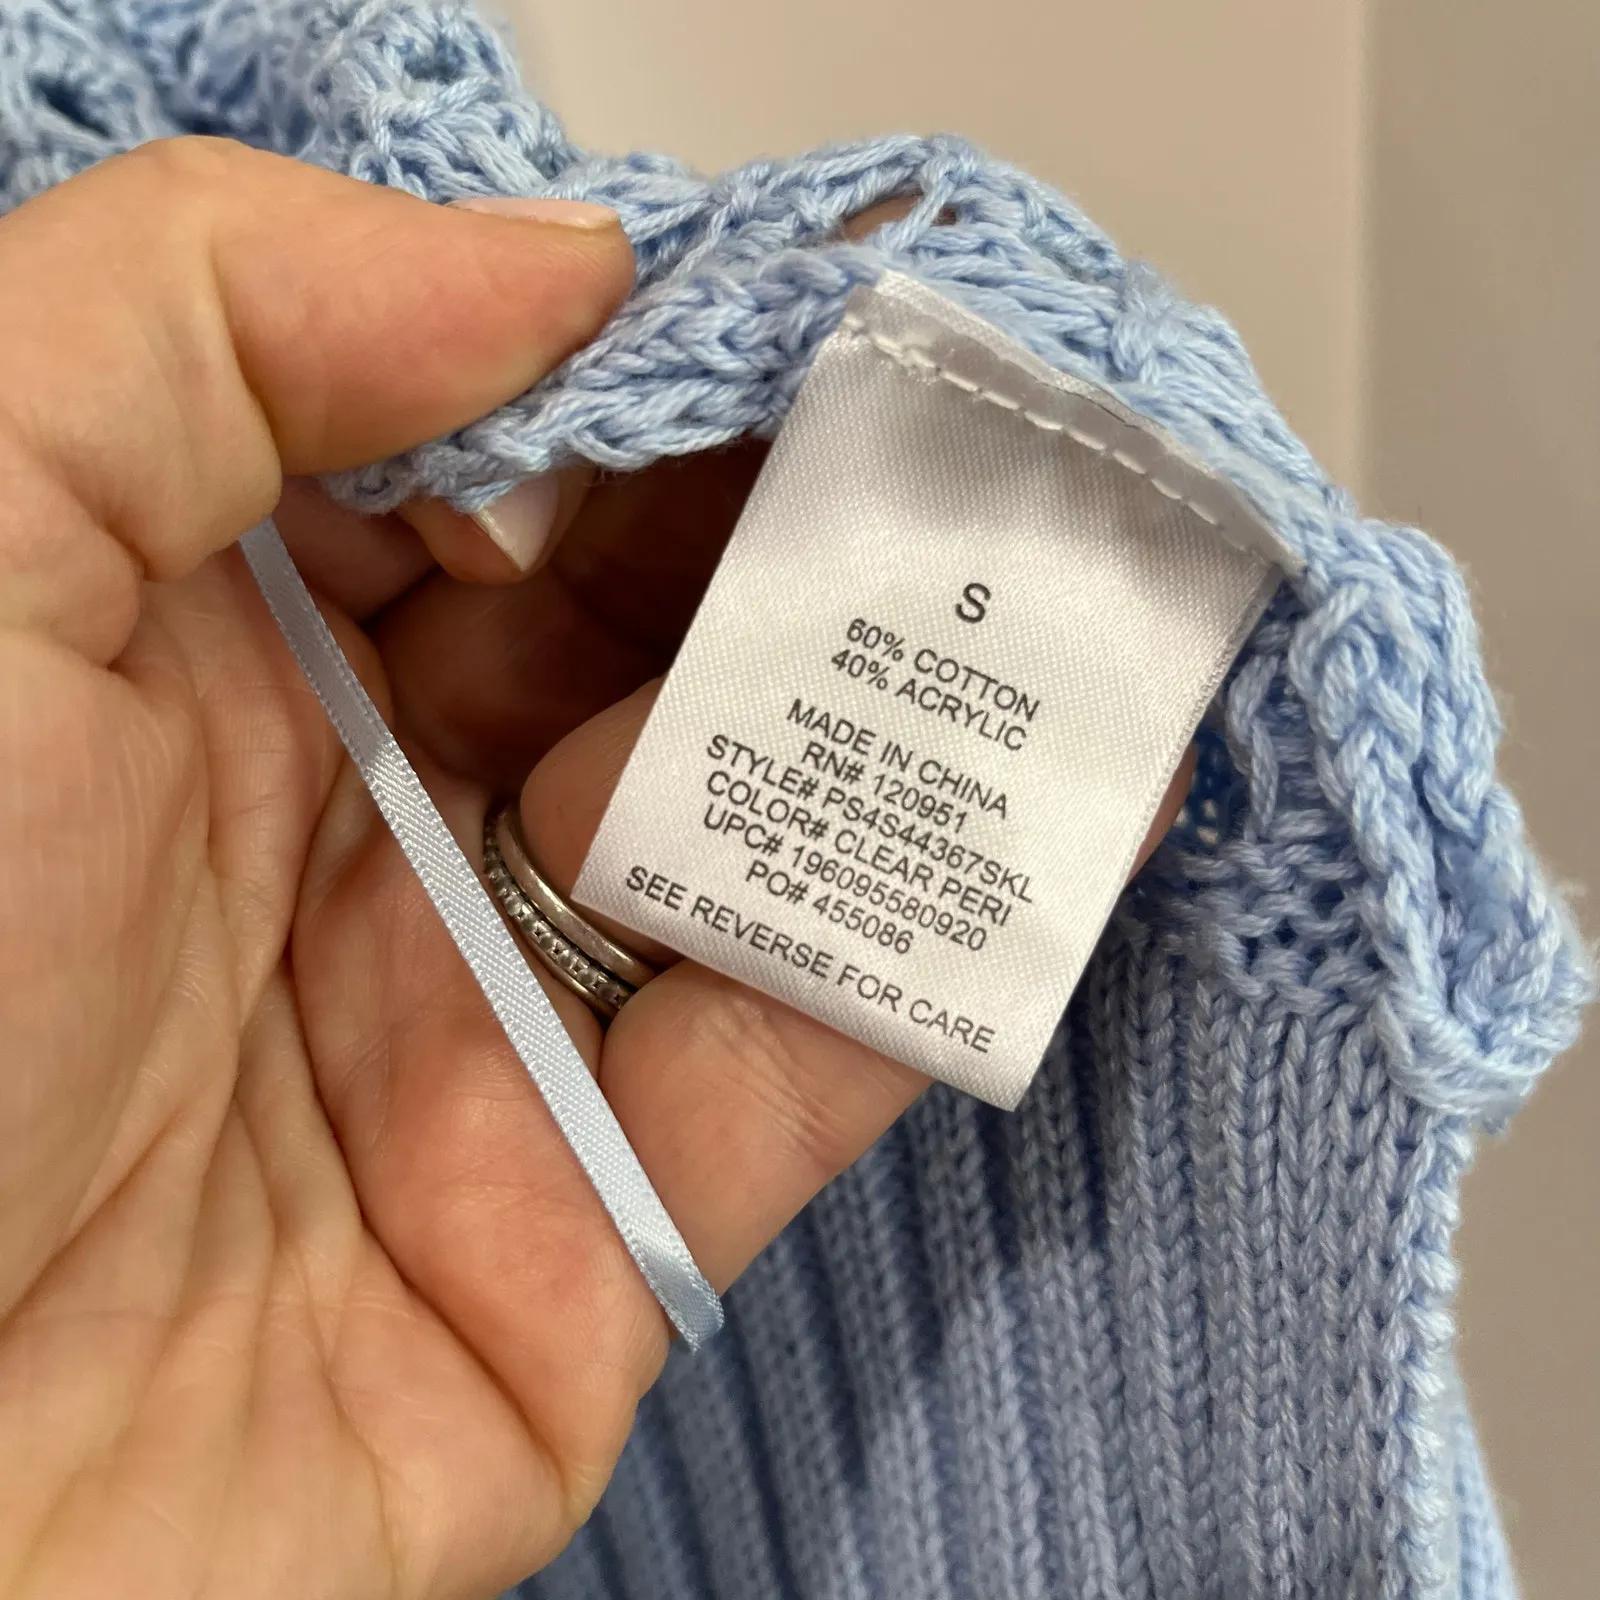 S
60% COTTON
40% ACRYLIC
MADE IN CHINA
RN# 120951
STYLE# PS4S44367SKL
COLOR# CLEAR PERI
UPC# 196095580920
PO# 455086
SEE REVERSE FOR CARE